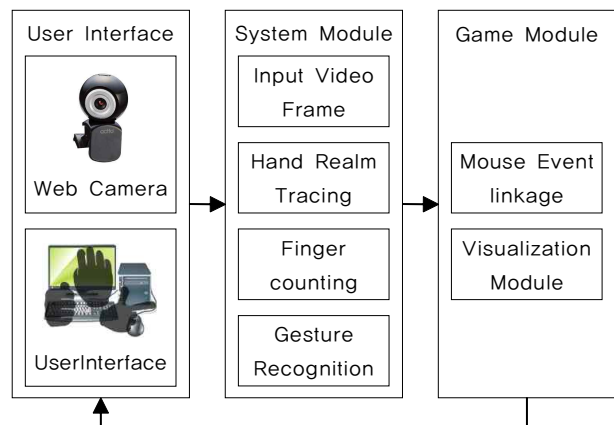 User Interface
Web Camera
UserInterface
System Module
Input Video
Frame
Hand Realm
Tracing
Finger
counting
Gesture
Recognition
Game Module
Mouse Event
linkage
Visualization
Module